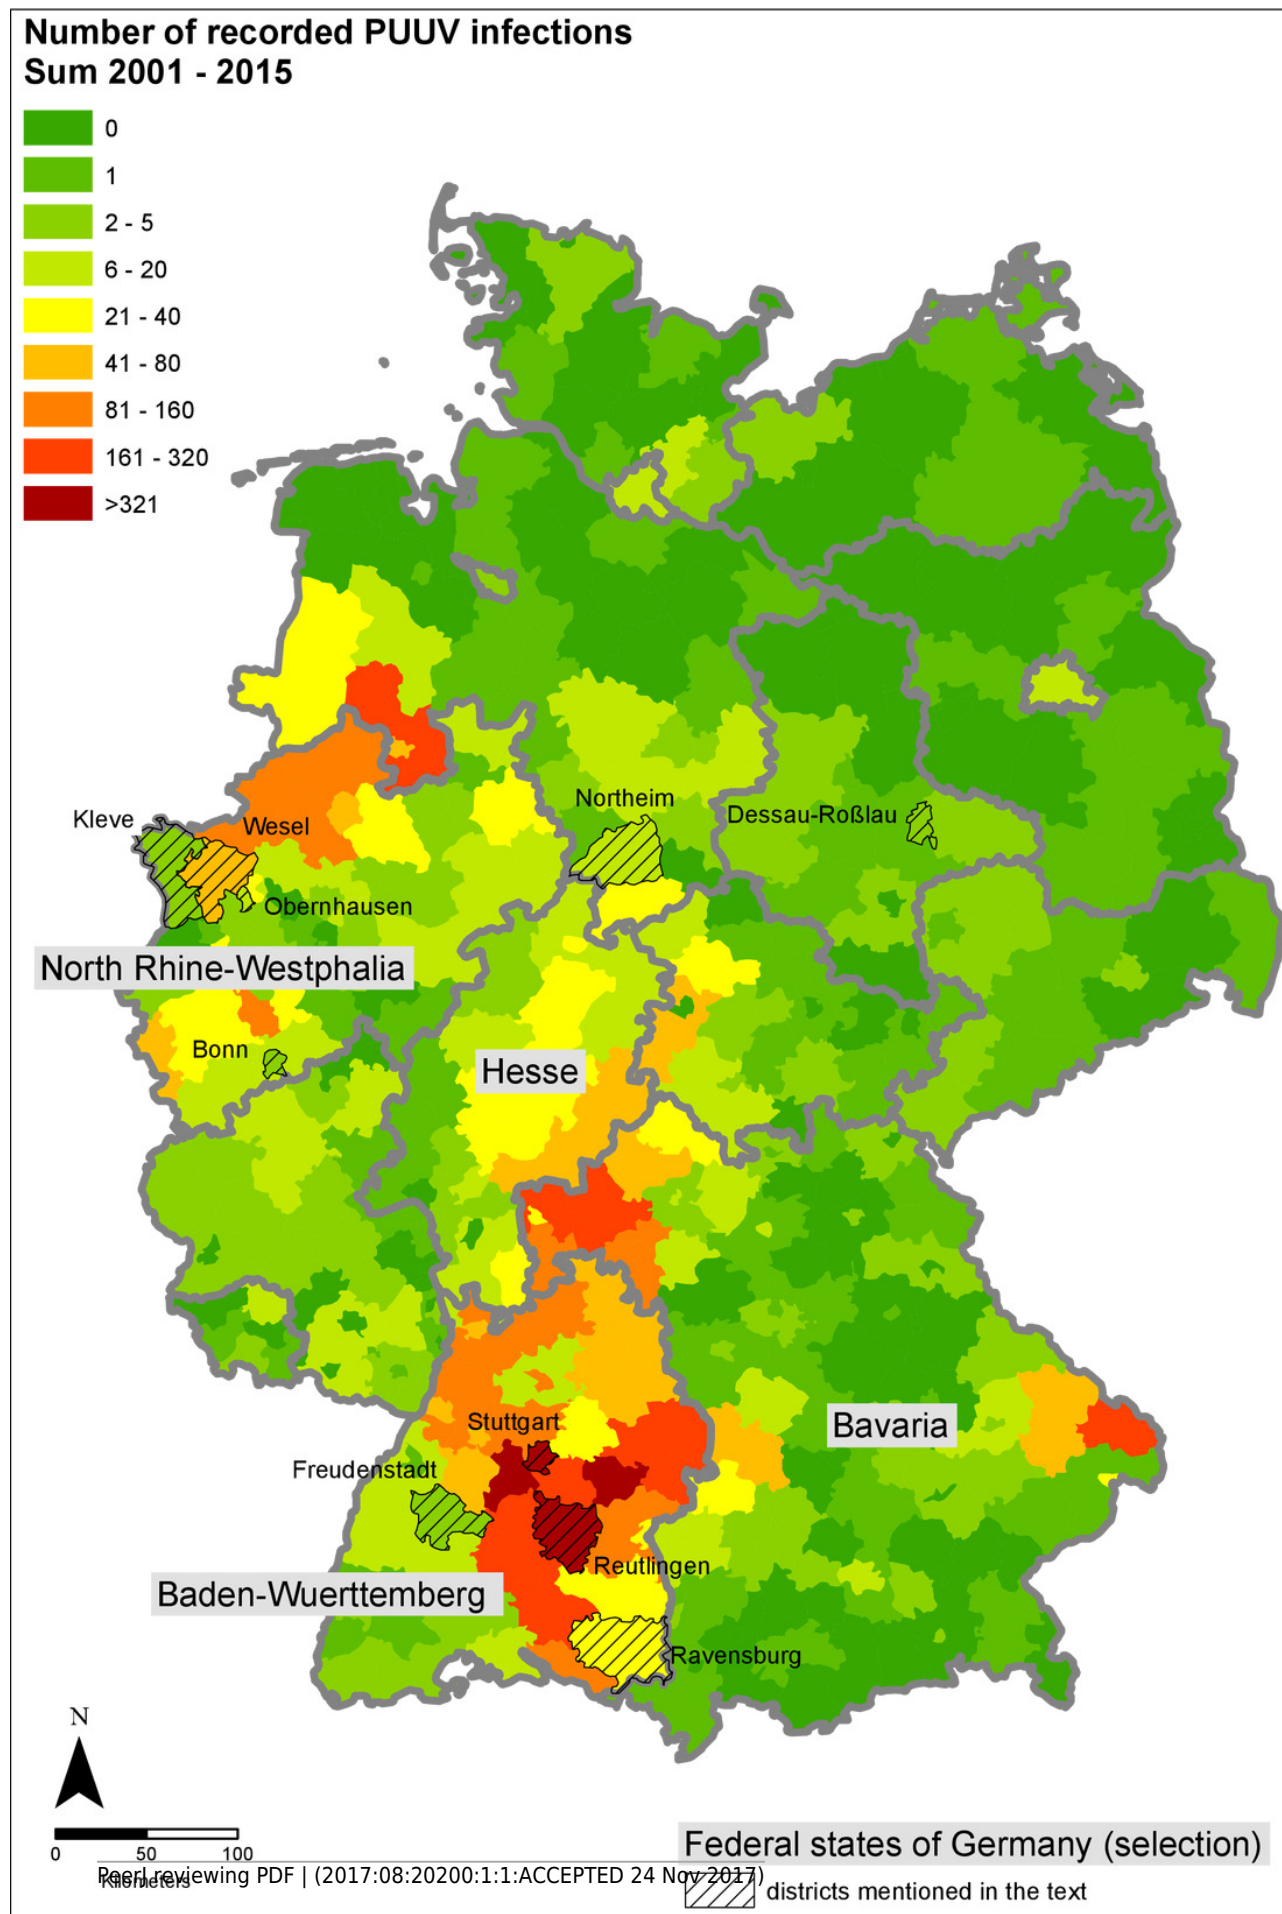 Number of recorded PUUV infections
Sum 2001 - 2015
0
1
2 - 5
6 - 20
21 - 40
41 - 80
81 - 160
161 - 320
>321
Northeim
Kleve
Wesel
Dessau-Roßlau
Obernhausen
North Rhine-Westphalia
Bonn
Hesse
Stuttgart
Bavaria
Freudenstadt
Reutlingen
Baden-Wuerttemberg
Ravensburg
N
0 50 100
Kilometers
Federal states of Germany (selection)
PeerJ reviewing PDF | (2017:08:20200:1:1:ACCEPTED 24 Nov 2017)
districts mentioned in the text